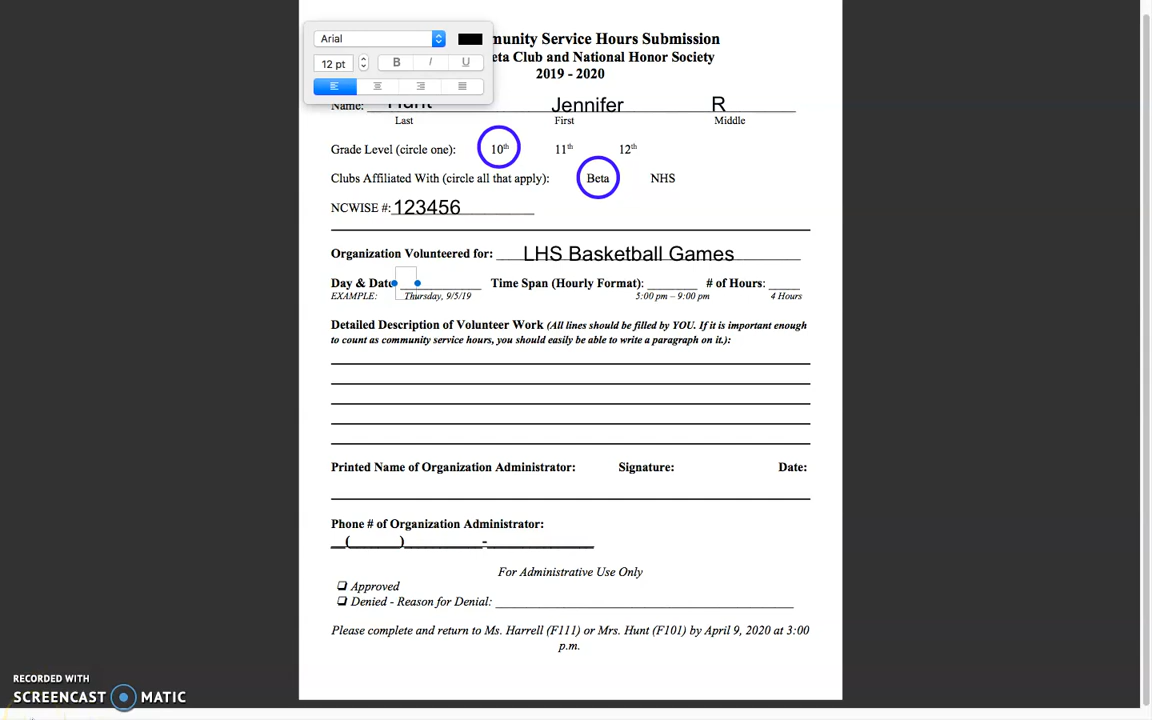 Arial
12 pt
B I U
munity Service Hours Submission
eta Club and National Honor Society
2019 - 2020
Name: Hunt Jennifer R
Last First Middle
Grade Level (circle one): 10th 11th 12th
Clubs Affiliated With (circle all that apply): Beta NHS
NCWISE #: 123456
Organization Volunteered for: LHS Basketball Games
Day & Date Time Span (Hourly Format): # of Hours:
EXAMPLE: Thursday, 9/5/19 5:00 pm – 9:00 pm 4 Hours
Detailed Description of Volunteer Work (All lines should be filled by YOU. If it is important enough
to count as community service hours, you should easily be able to write a paragraph on it.):
Printed Name of Organization Administrator: Signature: Date:
Phone # of Organization Administrator:
__(_______)___________-_______________
For Administrative Use Only
❏ Approved
❏ Denied - Reason for Denial:
Please complete and return to Ms. Harrell (F111) or Mrs. Hunt (F101) by April 9, 2020 at 3:00
p.m.
RECORDED WITH
SCREENCAST MATIC